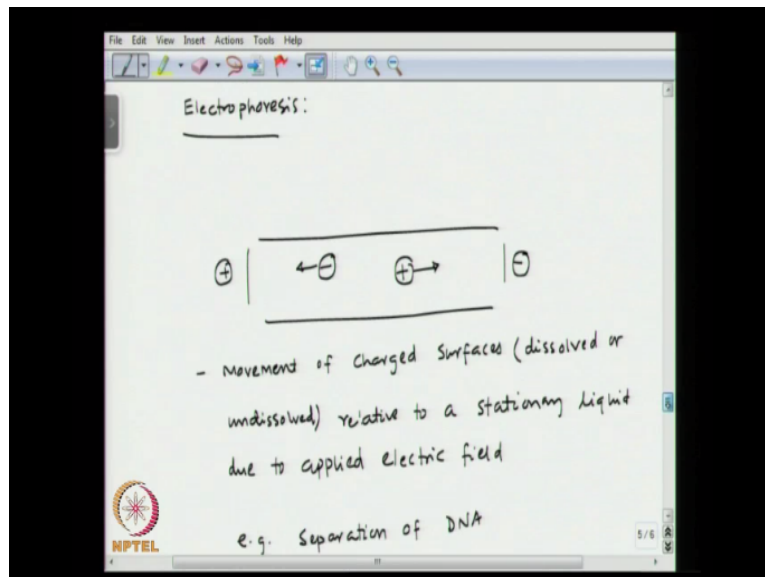 File Edit View Insert Actions Tools Help
Electrophoresis:
+ - + -
- Movement of charged surfaces (dissolved or
undissolved) relative to a stationary liquid
due to applied electric field
e.g. Separation of DNA
5/6
NPTEL